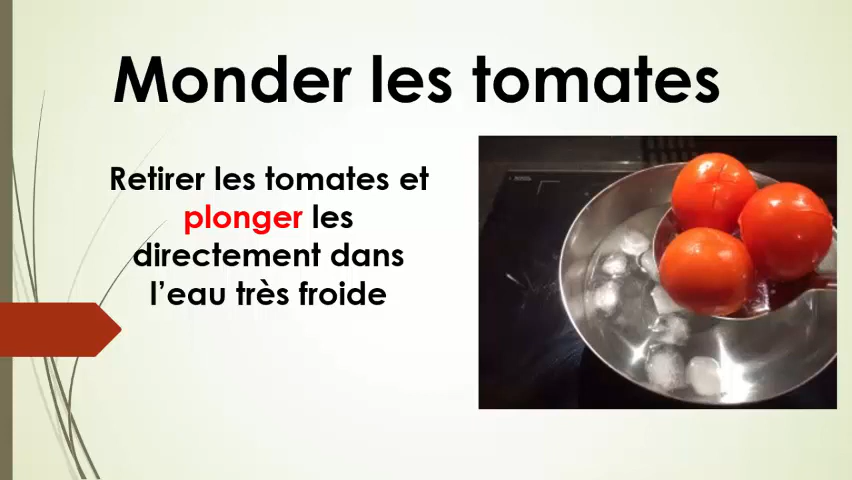 Monder les tomates
Retirer les tomates et
plonger les
directement dans
l’eau très froide